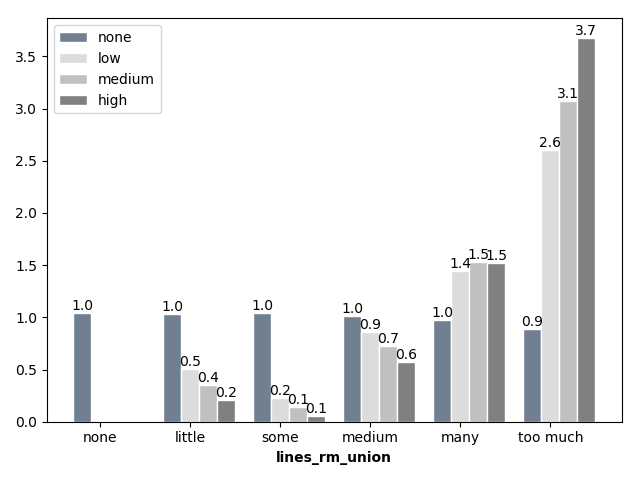 none
low
medium
high
3.5
3.0
2.5
2.0
1.5
1.0
0.5
0.0
1.0
1.0 0.5 0.4 0.2
1.0 0.2 0.1 0.1
1.0 0.9 0.7 0.6
1.0 1.4 1.5 1.5
0.9 2.6 3.1 3.7
none little some medium many too much
lines_rm_union